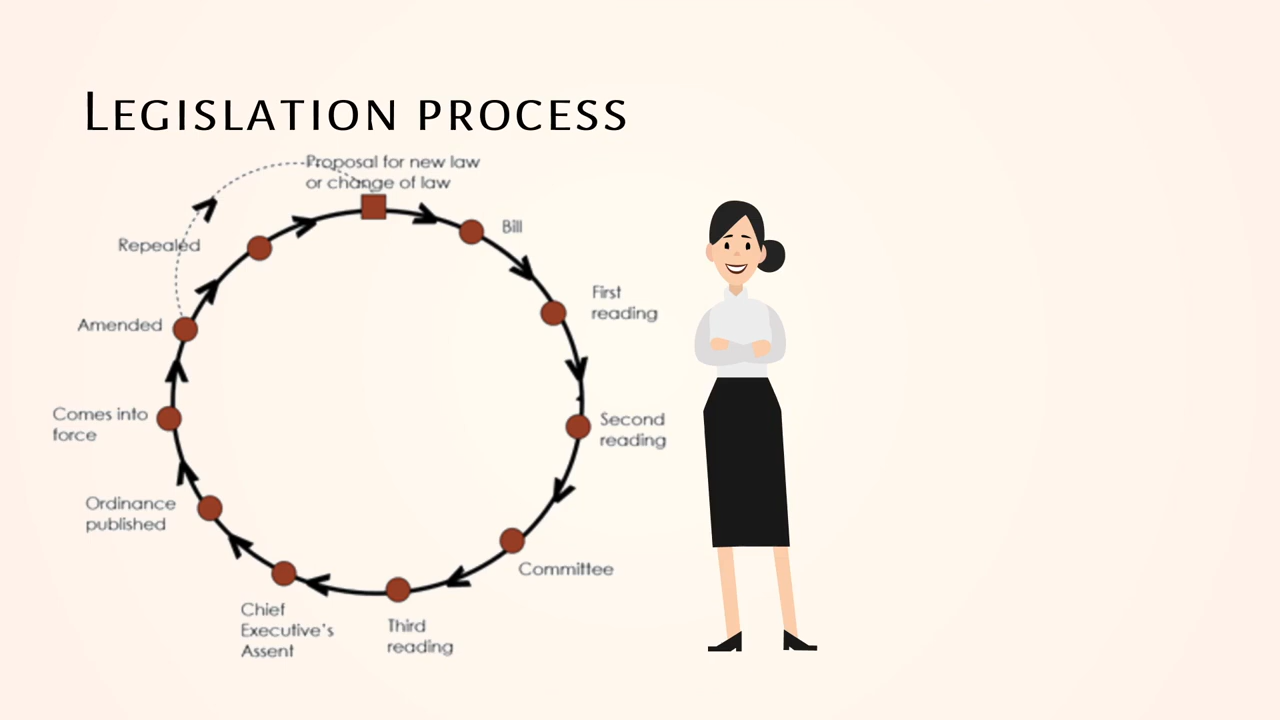 Legislation process
Proposal for new law
or change of law
Bill
First
reading
Second
reading
Committee
Third
reading
Chief
Executive's
Assent
Ordinance
published
Comes into
force
Amended
Repealed